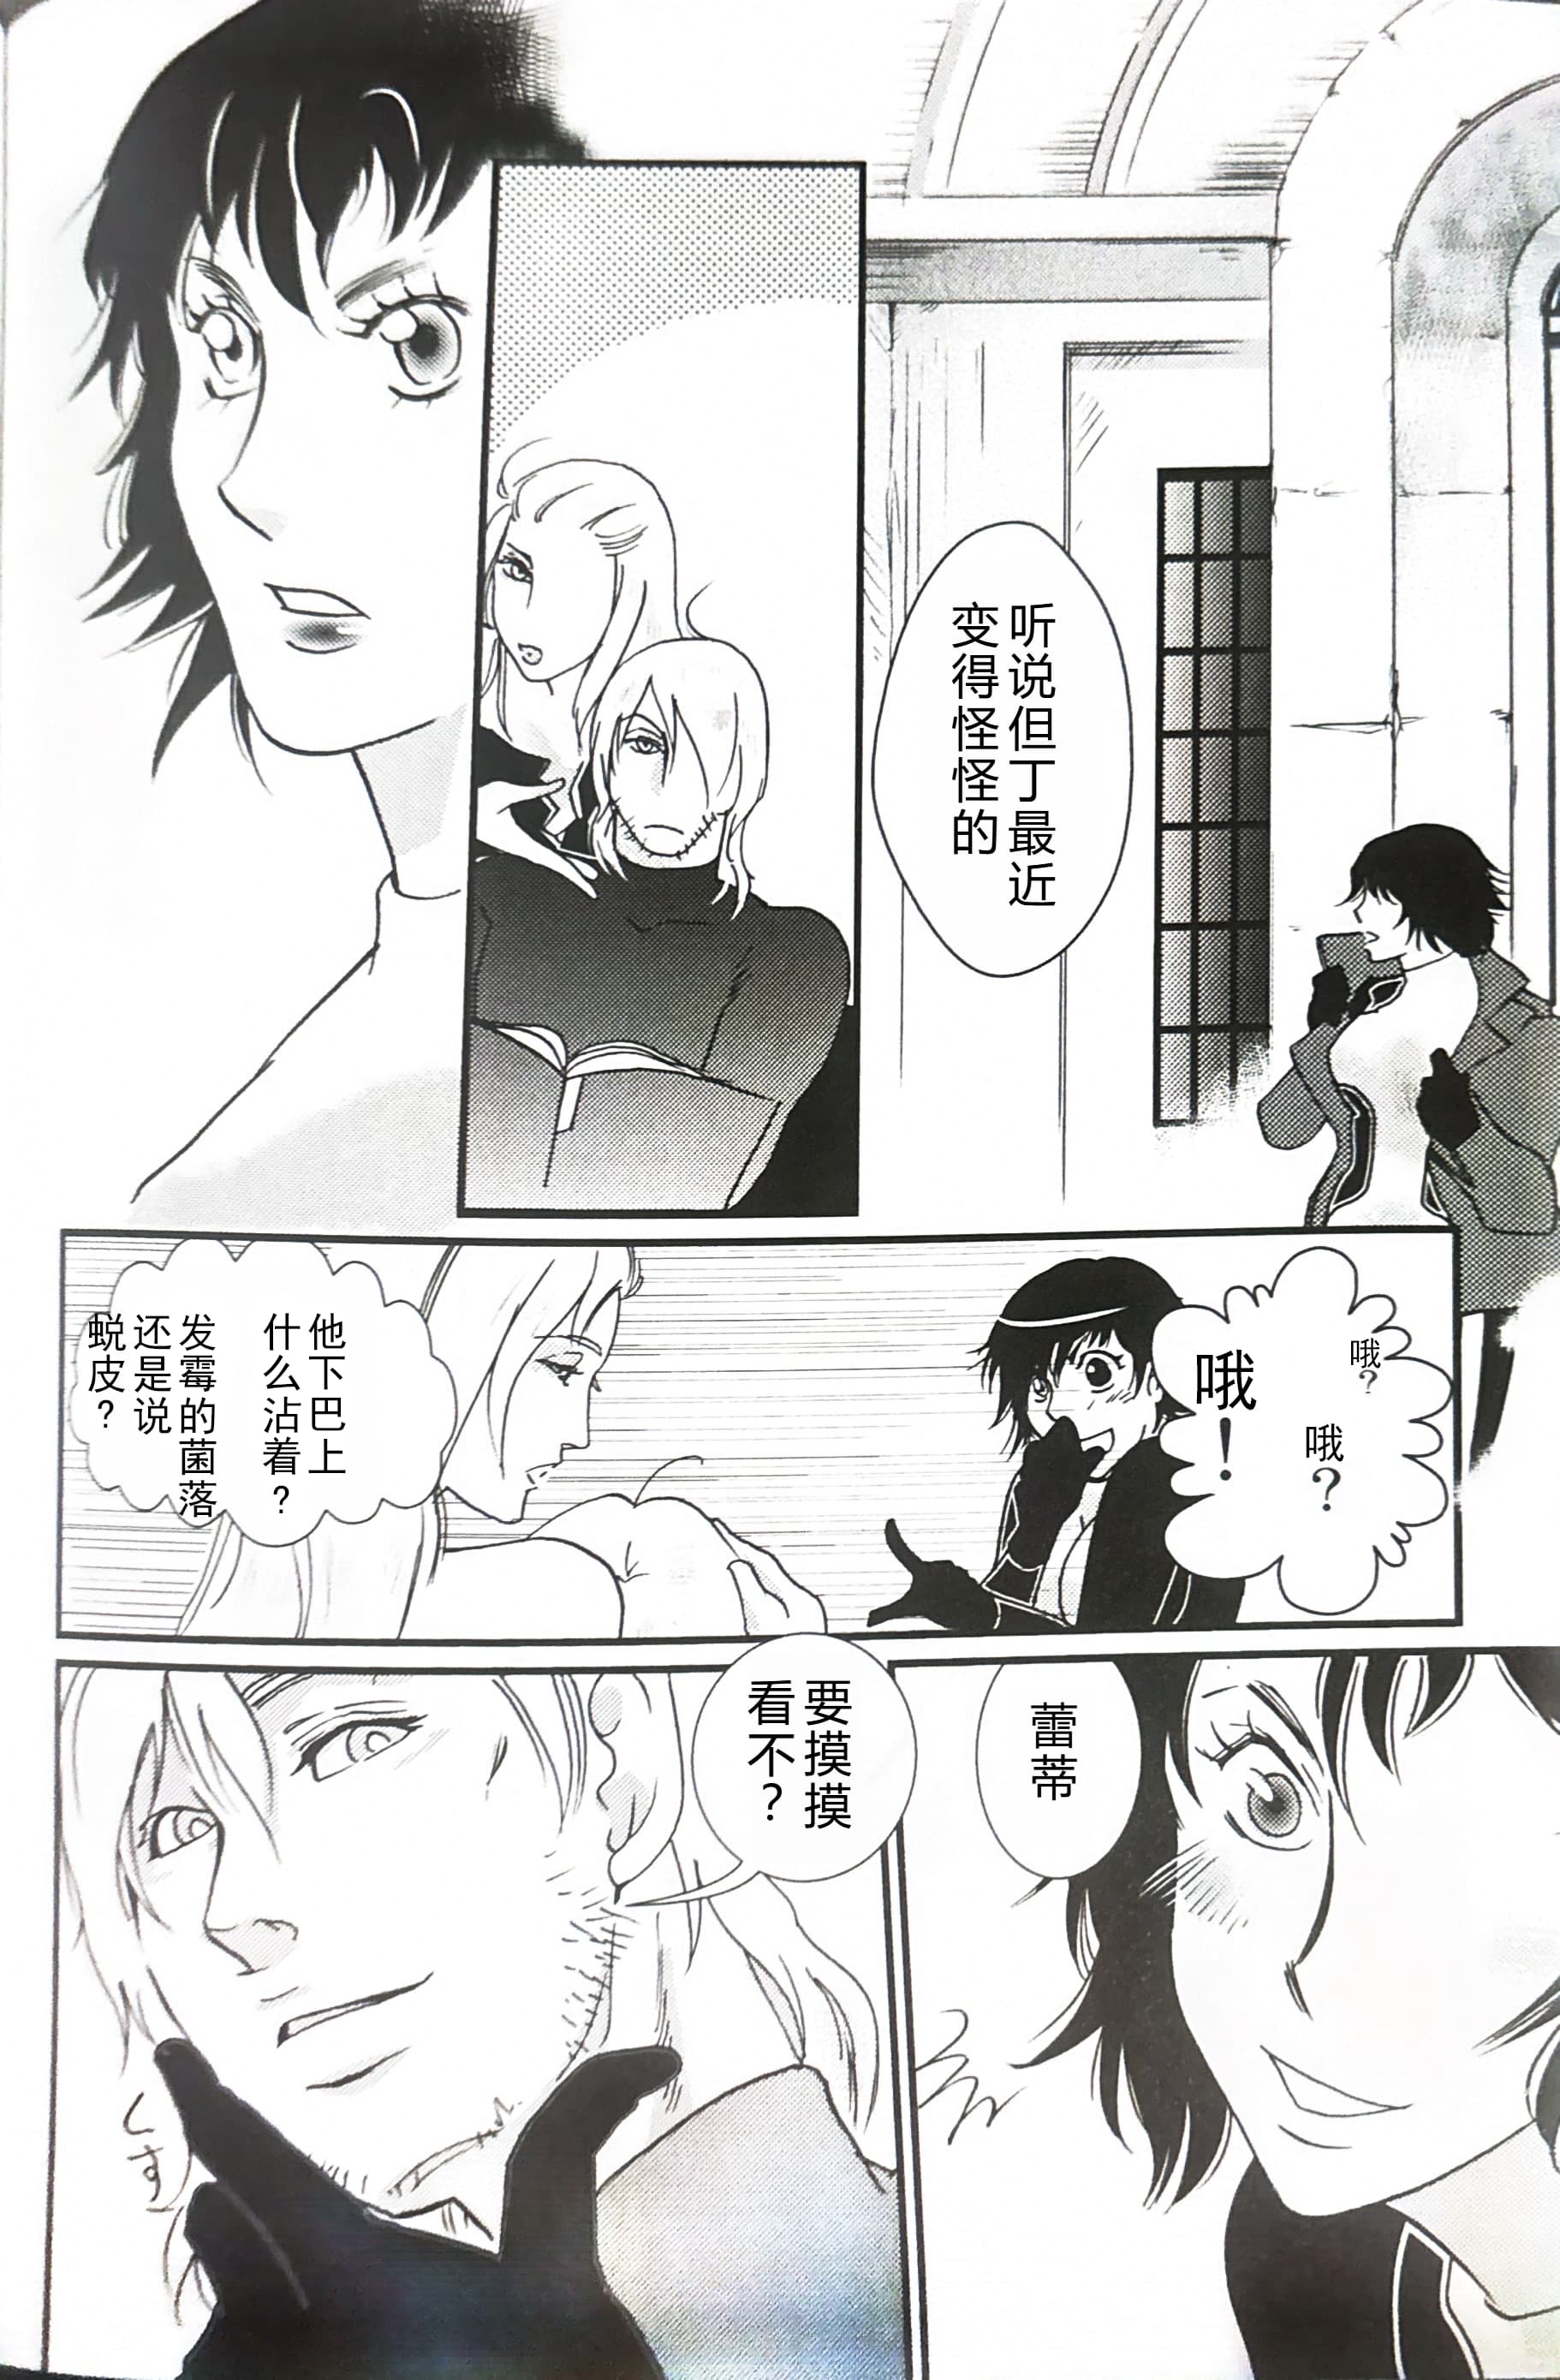 听说但丁最近
变得怪怪的
哦？
哦？
哦！
他下巴上
什么沾着？
发霉的菌落
还是说
蜕皮？
蕾蒂
要摸摸
看不？
くす